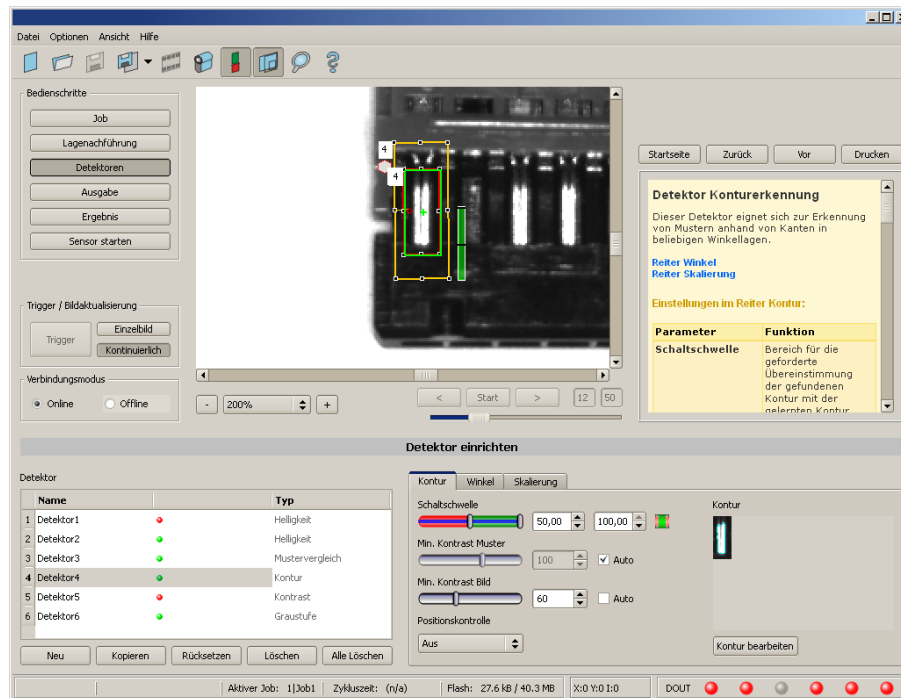 Datei Optionen Ansicht Hilfe
Bedienschritte
Job
Lagenachführung
Detektoren
Ausgabe
Ergebnis
Sensor starten
Trigger / Bildaktualisierung
Trigger
Einzelbild
Kontinuierlich
Verbindungsmodus
Online
Offline
4
4
- 200% +
< Start > 12 50
Startseite Zurück Vor Drucken
Detektor Konturerkennung
Dieser Detektor eignet sich zur Erkennung
von Mustern anhand von Kanten in
beliebigen Winkellagen.
Reiter Winkel
Reiter Skalierung
Einstellungen im Reiter Kontur:
Parameter Funktion
Schaltschwelle Bereich für die
geforderte
Übereinstimmung
der gefundenen
Kontur mit der
gelernten Kontur
Detektor einrichten
Detektor
Name Typ
1 Detektor1 Helligkeit
2 Detektor2 Helligkeit
3 Detektor3 Mustervergleich
4 Detektor4 Kontur
5 Detektor5 Kontrast
6 Detektor6 Graustufe
Neu Kopieren Rücksetzen Löschen Alle Löschen
Kontur Winkel Skalierung
Schaltschwelle
50,00 100,00
Min. Kontrast Muster
100 Auto
Min. Kontrast Bild
60 Auto
Positionskontrolle
Aus
Kontur
Kontur bearbeiten
Aktiver Job: 1|Job1 Zykluszeit: (n/a) Flash: 27.6 kB / 40.3 MB X:0 Y:0 I:0 DOUT